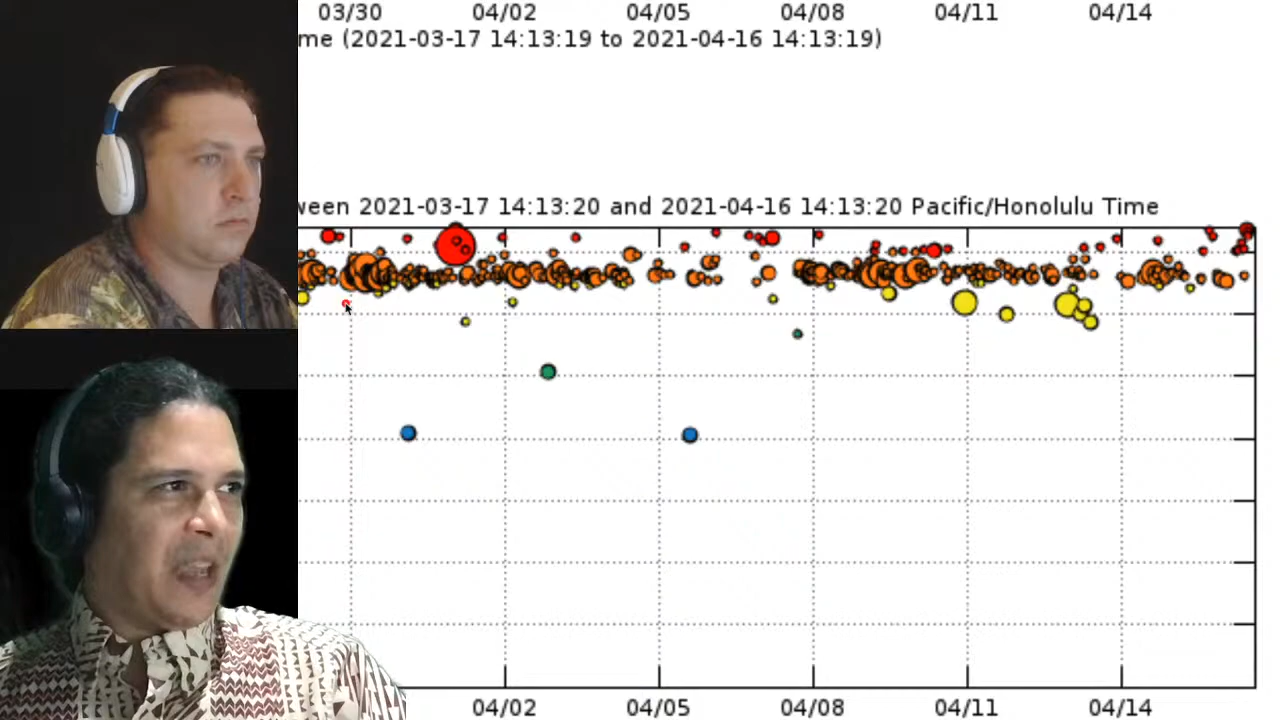 03/30 04/02 04/05 04/08 04/11 04/14
me (2021-03-17 14:13:19 to 2021-04-16 14:13:19)
ween 2021-03-17 14:13:20 and 2021-04-16 14:13:20 Pacific/Honolulu Time
04/02 04/05 04/08 04/11 04/14